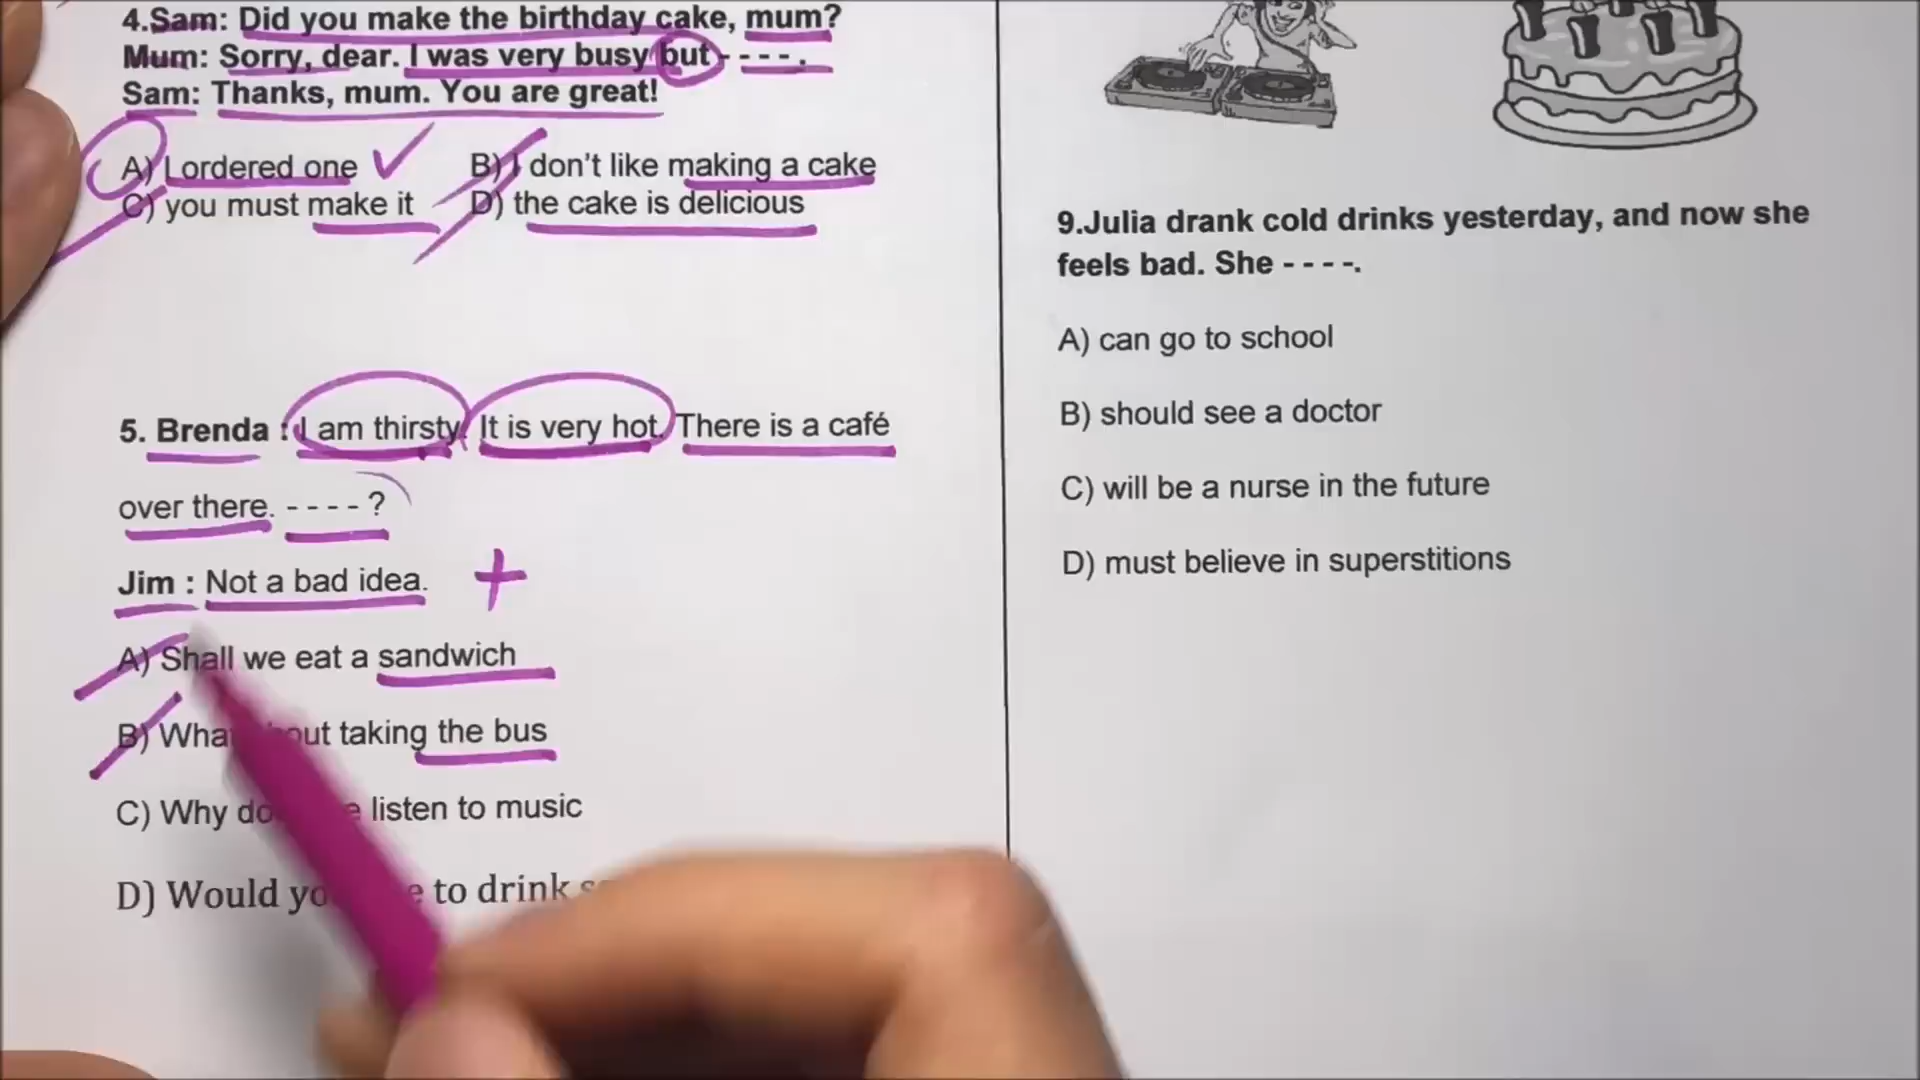 4.Sam: Did you make the birthday cake, mum?
Mum: Sorry, dear. I was very busy but - - - -.
Sam: Thanks, mum. You are great!
A) I ordered one
B) I don't like making a cake
C) you must make it
D) the cake is delicious
5. Brenda : I am thirsty. It is very hot. There is a café
over there. - - - - ?
Jim : Not a bad idea.
A) Shall we eat a sandwich
B) What about taking the bus
C) Why listen to music
D) Would to drink
9.Julia drank cold drinks yesterday, and now she
feels bad. She - - - -.
A) can go to school
B) should see a doctor
C) will be a nurse in the future
D) must believe in superstitions